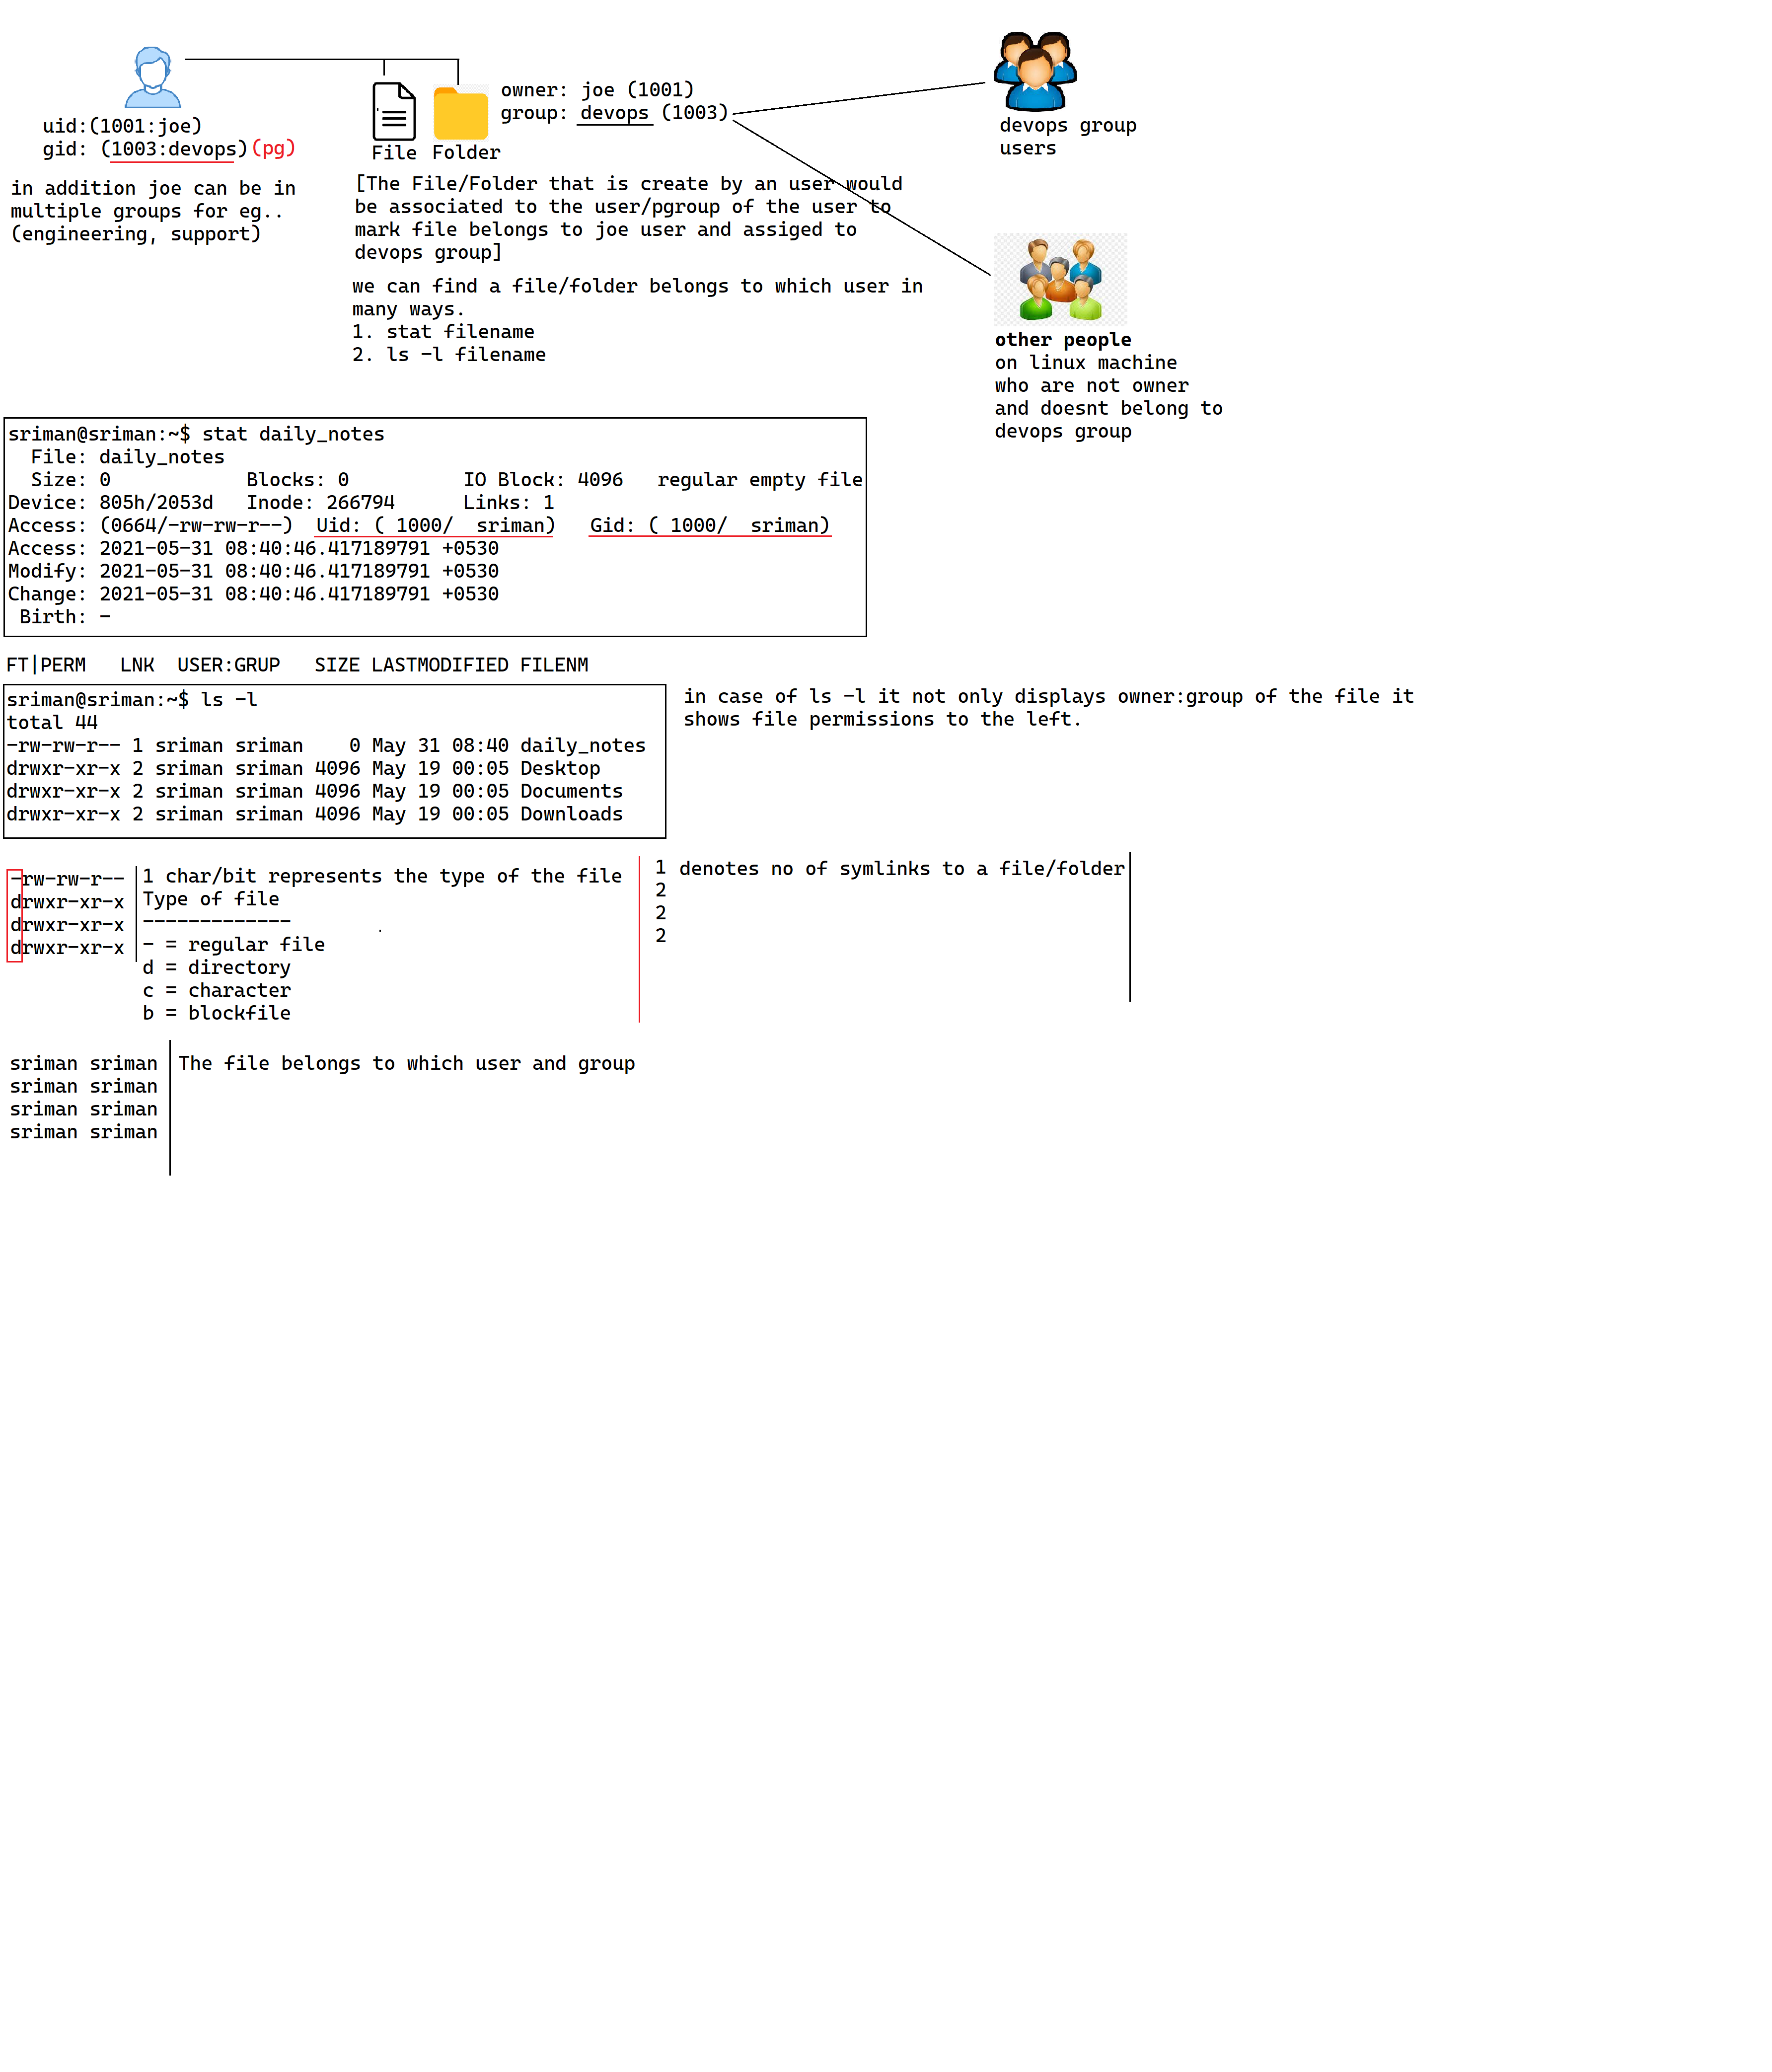 uid:(1001:joe)
gid: (1003:devops)(pg)
in addition joe can be in
multiple groups for eg..
(engineering, support)
File Folder
owner: joe (1001)
group: devops (1003)
[The File/Folder that is create by an user would
be associated to the user/pgroup of the user to
mark file belongs to joe user and assiged to
devops group]
we can find a file/folder belongs to which user in
many ways.
1. stat filename
2. ls -l filename
devops group
users
other people
on linux machine
who are not owner
and doesnt belong to
devops group
sriman@sriman:~$ stat daily_notes
  File: daily_notes
  Size: 0            Blocks: 0          IO Block: 4096   regular empty file
Device: 805h/2053d   Inode: 266794      Links: 1
Access: (0664/-rw-rw-r--)  Uid: ( 1000/  sriman)   Gid: ( 1000/  sriman)
Access: 2021-05-31 08:40:46.417189791 +0530
Modify: 2021-05-31 08:40:46.417189791 +0530
Change: 2021-05-31 08:40:46.417189791 +0530
 Birth: -
FT|PERM   LNK  USER:GRUP   SIZE LASTMODIFIED FILENM
sriman@sriman:~$ ls -l
total 44
-rw-rw-r-- 1 sriman sriman    0 May 31 08:40 daily_notes
drwxr-xr-x 2 sriman sriman 4096 May 19 00:05 Desktop
drwxr-xr-x 2 sriman sriman 4096 May 19 00:05 Documents
drwxr-xr-x 2 sriman sriman 4096 May 19 00:05 Downloads
in case of ls -l it not only displays owner:group of the file it
shows file permissions to the left.
-rw-rw-r--
drwxr-xr-x
drwxr-xr-x
drwxr-xr-x
1 char/bit represents the type of the file
Type of file
-------------
- = regular file
d = directory
c = character
b = blockfile
1 denotes no of symlinks to a file/folder
2
2
2
sriman sriman
sriman sriman
sriman sriman
sriman sriman
The file belongs to which user and group